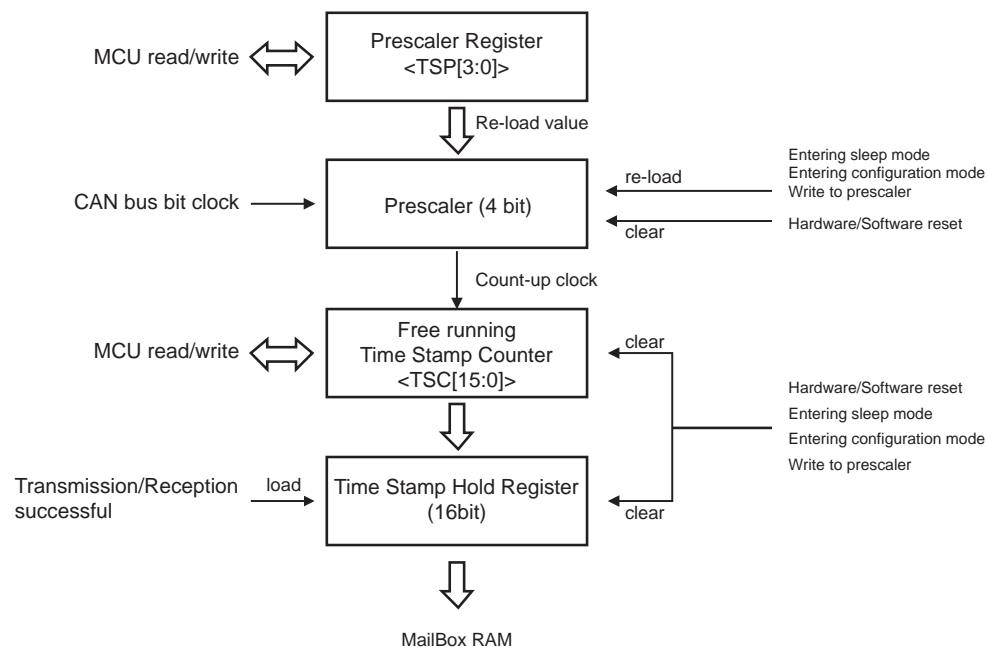 MCU read/write
Prescaler Register
<TSP[3:0]>
Re-load value
CAN bus bit clock
Prescaler (4 bit)
re-load
Entering sleep mode
Entering configuration mode
Write to prescaler
clear
Hardware/Software reset
Count-up clock
MCU read/write
Free running
Time Stamp Counter
<TSC[15:0]>
clear
Hardware/Software reset
Entering sleep mode
Entering configuration mode
Write to prescaler
Transmission/Reception
successful
load
Time Stamp Hold Register
(16bit)
clear
MailBox RAM